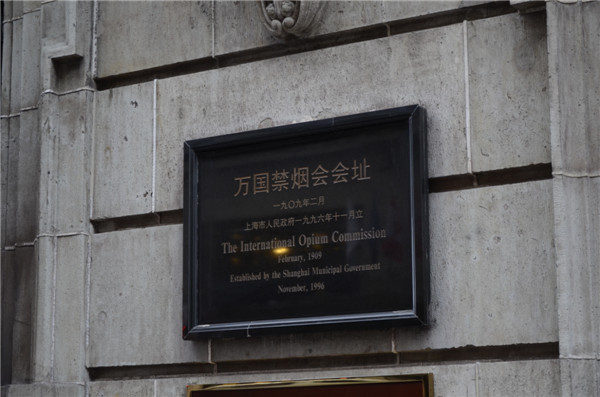 万国禁烟会会址
一九〇九年二月
上海市人民政府一九九六年十一月立
The International Opium Commission
February, 1909
Established by the Shanghai Municipal Government
November, 1996